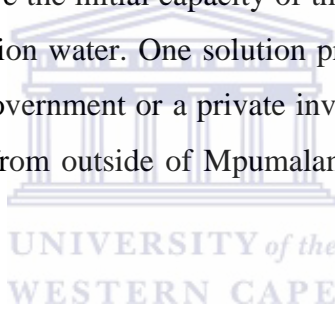 e the initial capacity of th
ion water. One solution p
overnment or a private inv
from outside of Mpumalan
UNIVERSITY of the
WESTERN CAPE